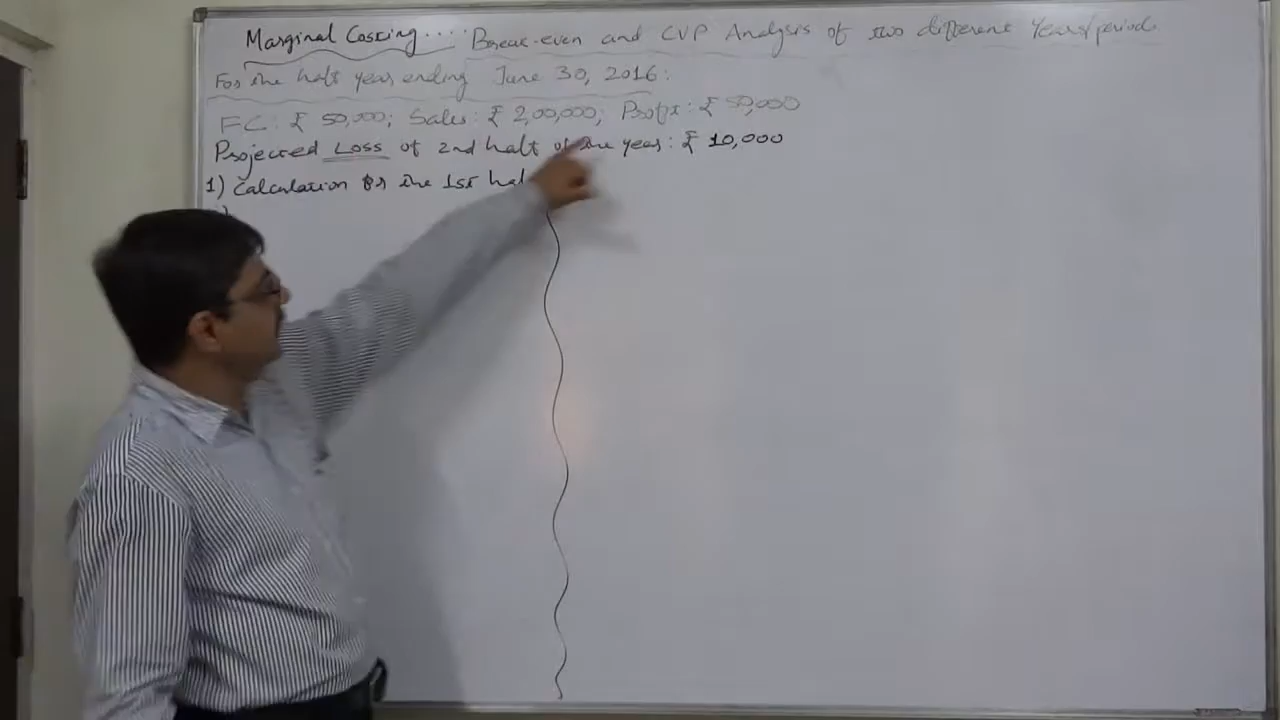 Marginal Costing.... Break-even and CVP Analysis of two different Years/periods
For the half year ending June 30, 2016:
FC: ₹ 50,000; Sales: ₹ 2,00,000; Profit: ₹ 50,000
Projected Loss of 2nd half of the year: ₹ 10,000
1) Calculation for the 1st